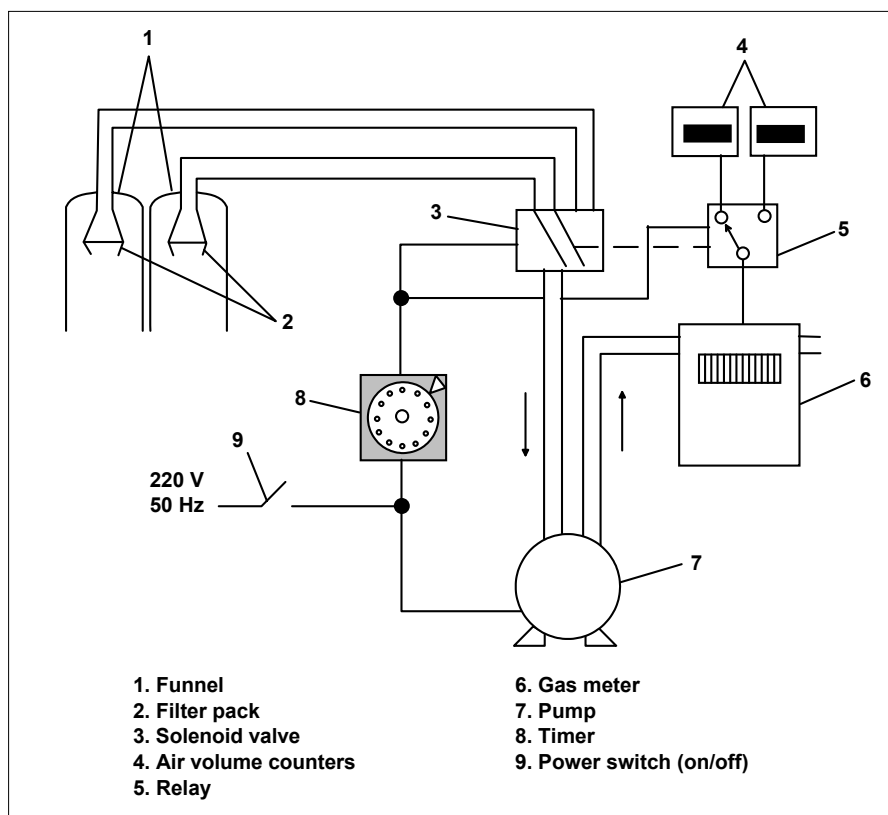 1
4
3
5
2
6
8
9
220 V
50 Hz
7
1. Funnel
2. Filter pack
3. Solenoid valve
4. Air volume counters
5. Relay
6. Gas meter
7. Pump
8. Timer
9. Power switch (on/off)